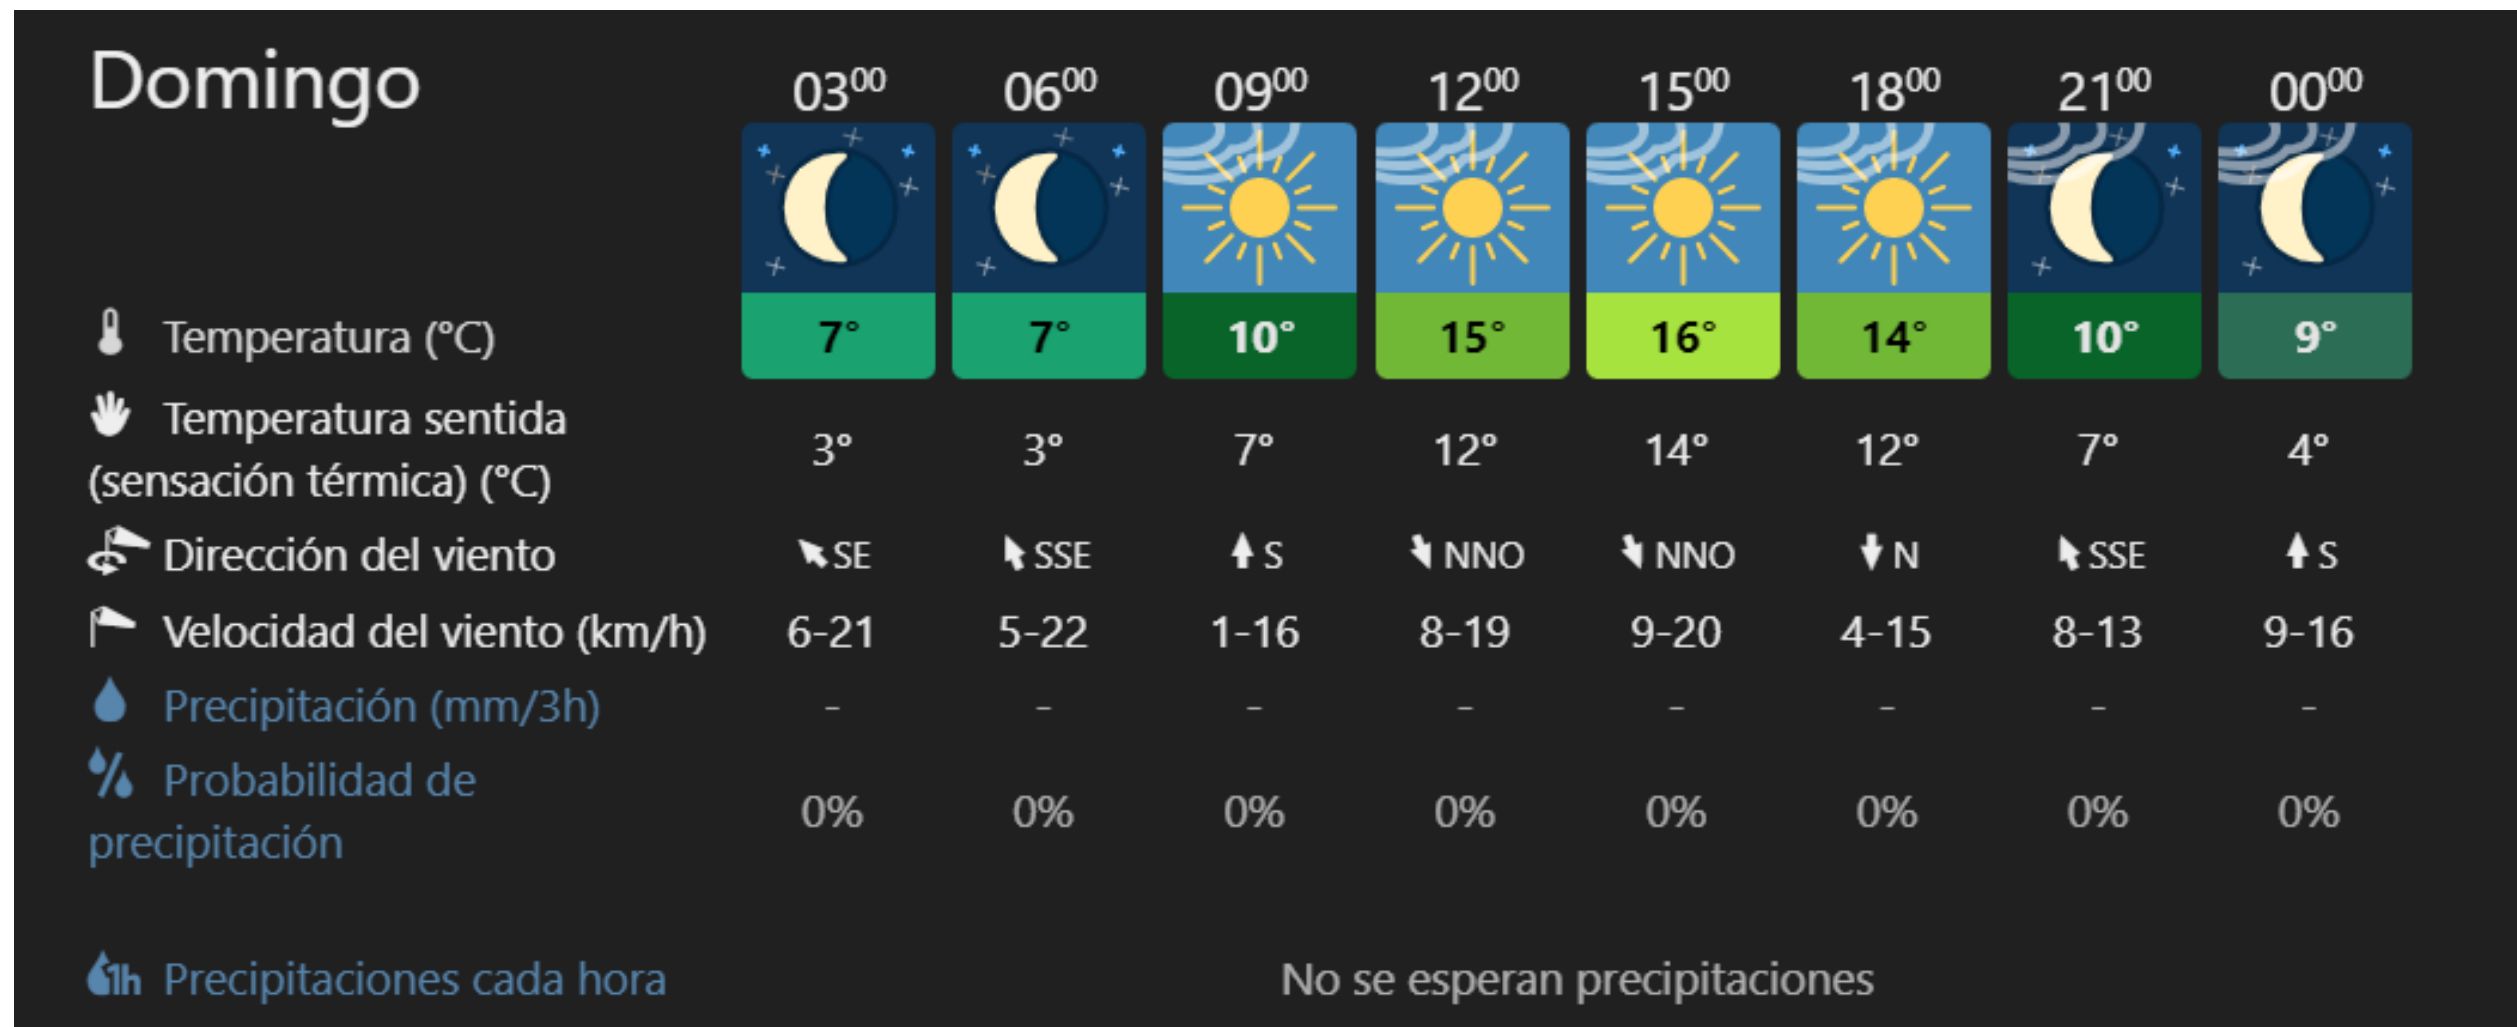 Domingo 03⁰⁰ 06⁰⁰ 09⁰⁰ 12⁰⁰ 15⁰⁰ 18⁰⁰ 21⁰⁰ 00⁰⁰
Temperatura (°C) 7° 7° 10° 15° 16° 14° 10° 9°
Temperatura sentida
(sensación térmica) (°C) 3° 3° 7° 12° 14° 12° 7° 4°
Dirección del viento SE SSE S NNO NNO N SSE S
Velocidad del viento (km/h) 6-21 5-22 1-16 8-19 9-20 4-15 8-13 9-16
Precipitación (mm/3h) - - - - - - - -
Probabilidad de
precipitación 0% 0% 0% 0% 0% 0% 0% 0%
1h Precipitaciones cada hora No se esperan precipitaciones